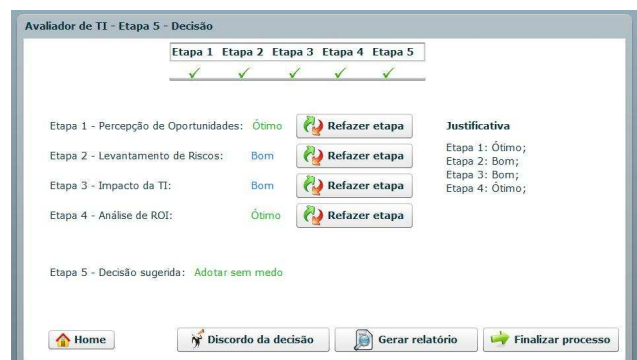 Avaliador de TI - Etapa 5 - Decisão
Etapa 1 Etapa 2 Etapa 3 Etapa 4 Etapa 5
Etapa 1 - Percepção de Oportunidades: Ótimo Refazer etapa
Etapa 2 - Levantamento de Riscos: Bom Refazer etapa
Etapa 3 - Impacto da TI: Bom Refazer etapa
Etapa 4 - Análise de ROI: Ótimo Refazer etapa
Justificativa
Etapa 1: Ótimo;
Etapa 2: Bom;
Etapa 3: Bom;
Etapa 4: Ótimo;
Etapa 5 - Decisão sugerida: Adotar sem medo
Home Discordo da decisão Gerar relatório Finalizar processo